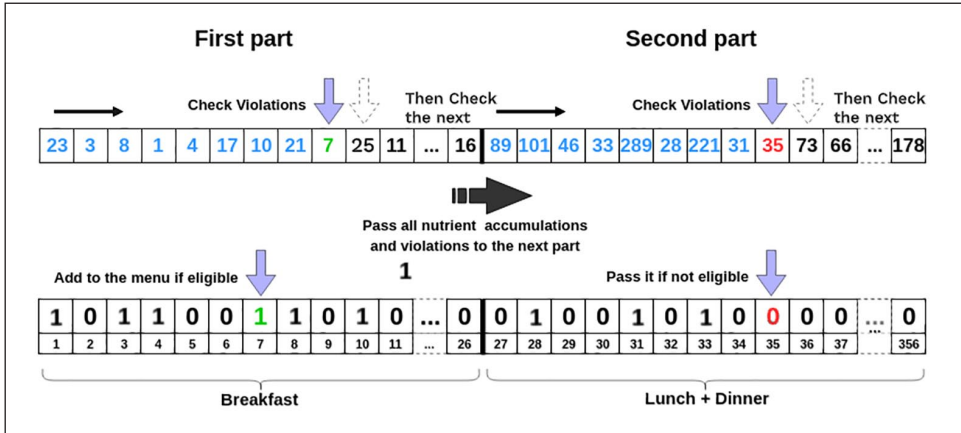 First part
Second part
Check Violations
Then Check
the next
Check Violations
Then Check
the next
23 3 8 1 4 17 10 21 7 25 11 ... 16 89 101 46 33 289 28 221 31 35 73 66 ... 178
Pass all nutrient accumulations
and violations to the next part
1
Add to the menu if eligible
Pass it if not eligible
1 0 1 1 0 0 1 1 0 1 0 ... 0 0 1 0 0 1 0 1 0 0 0 0 ... 0
1 2 3 4 5 6 7 8 9 10 11 ... 26 27 28 29 30 31 32 33 34 35 36 37 ... 356
Breakfast
Lunch + Dinner